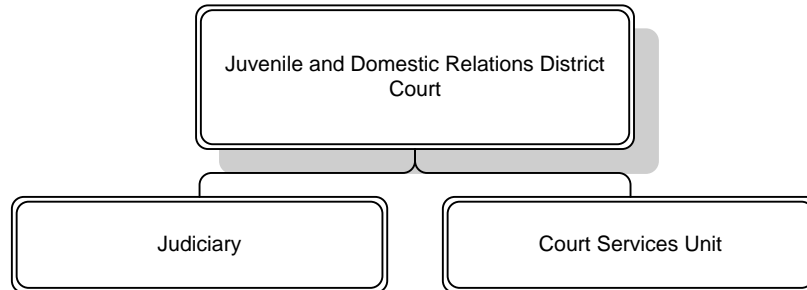 Juvenile and Domestic Relations District
Court
Judiciary
Court Services Unit